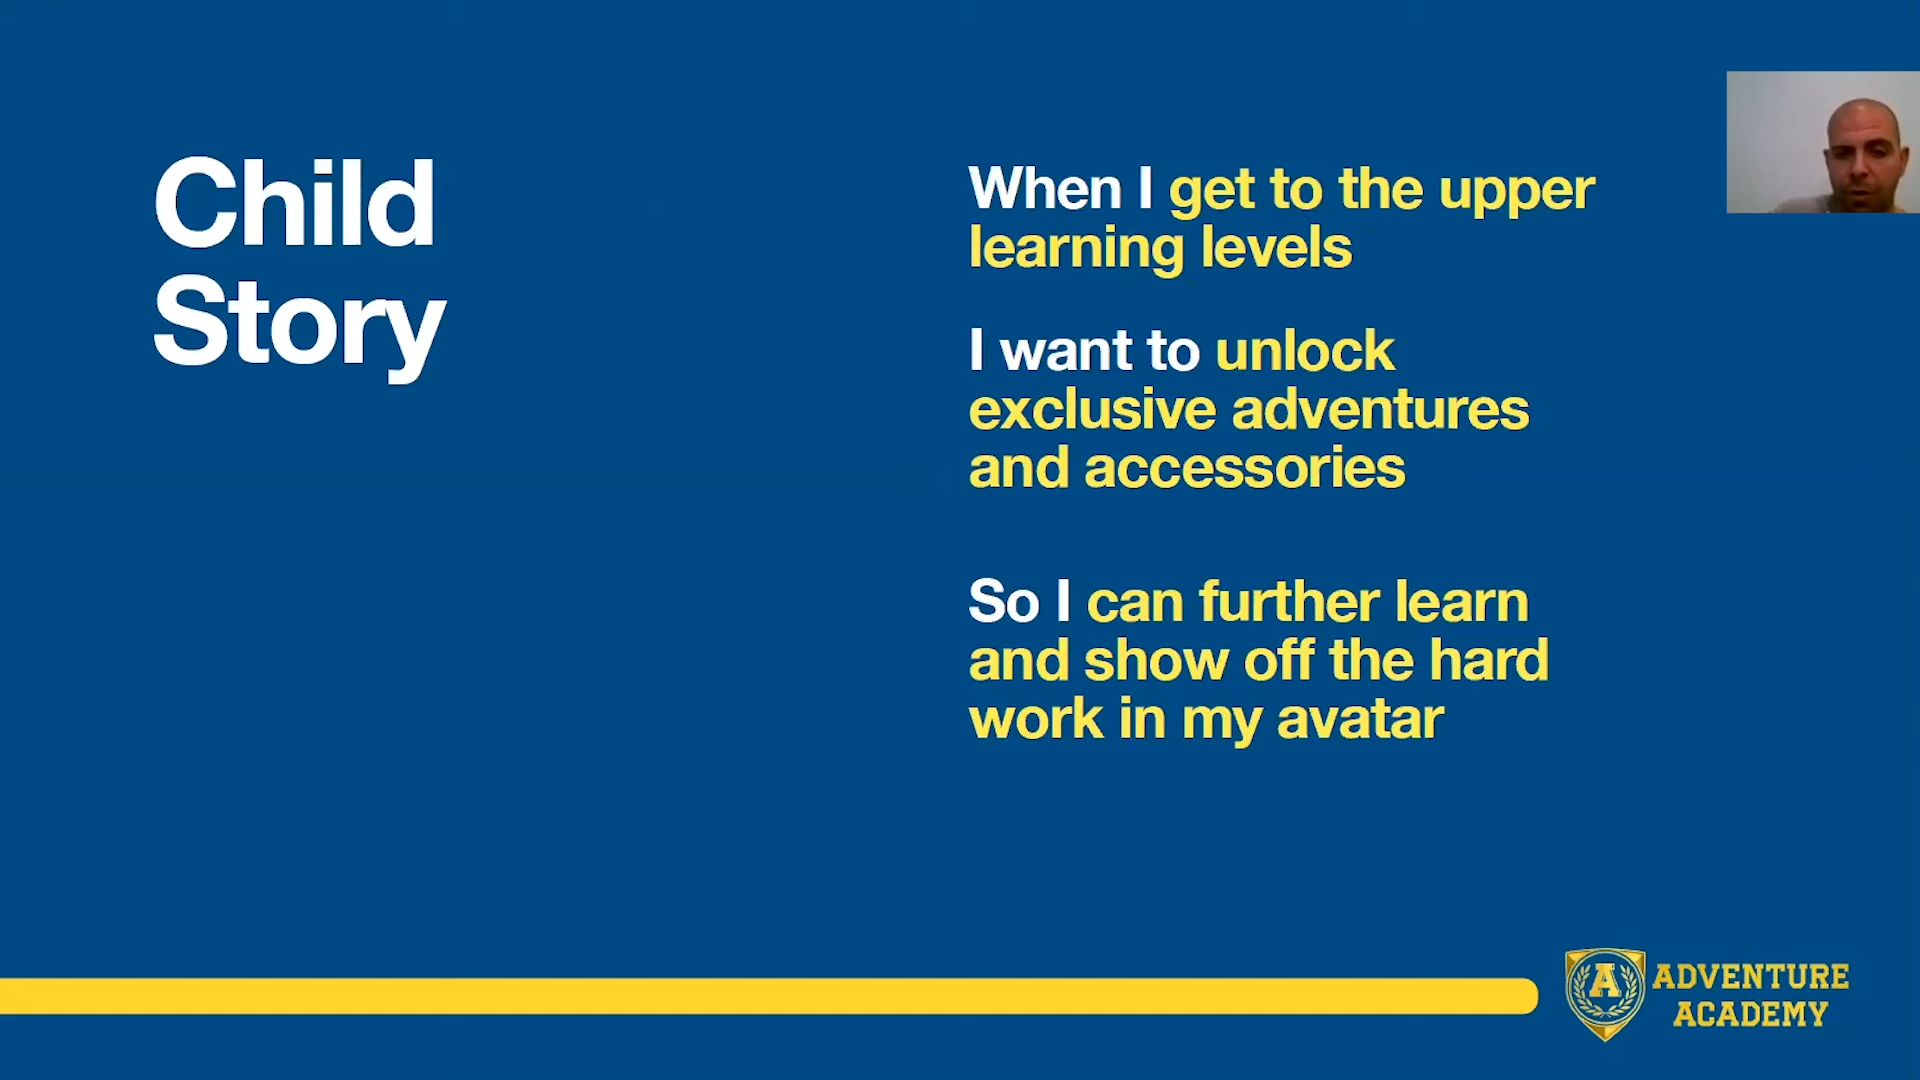 Child
Story
When I get to the upper
learning levels
I want to unlock
exclusive adventures
and accessories
So I can further learn
and show off the hard
work in my avatar
A
ADVENTURE
ACADEMY